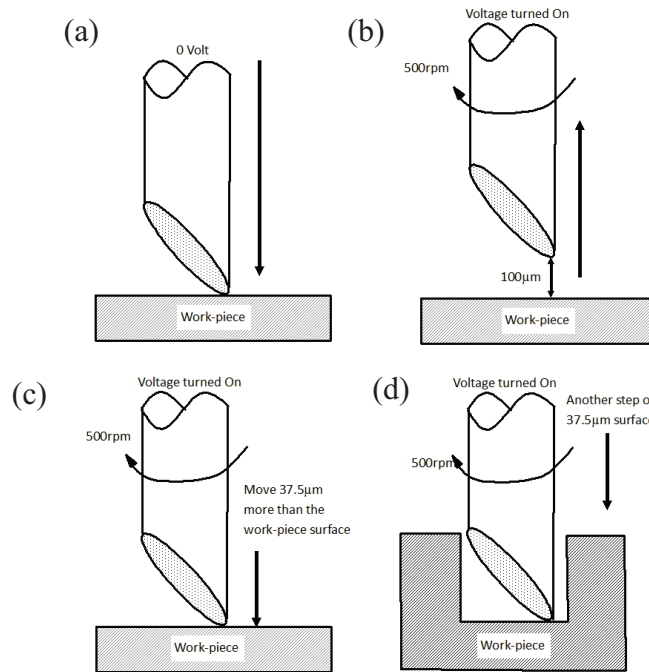 (a)
0 Volt
Work-piece
(b)
Voltage turned On
500rpm
100μm
Work-piece
(c)
Voltage turned On
500rpm
Move 37.5μm
more than the
work-piece surface
Work-piece
(d)
Voltage turned On
Another step o
37.5μm surface
500rpm
Work-piece